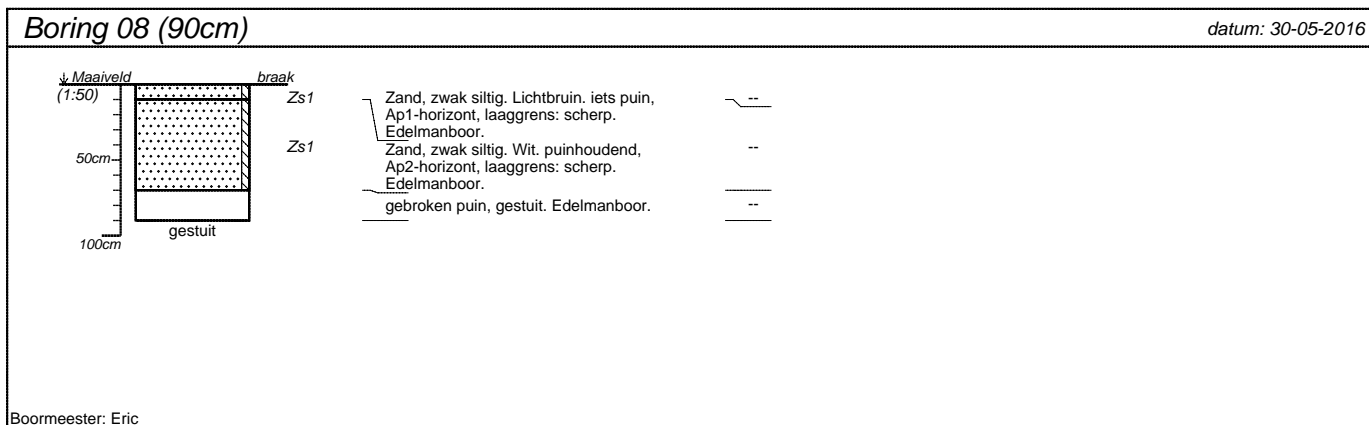 Boring 08 (90cm)
datum: 30-05-2016
Maaiveld
braak
(1:50)
Zs1
Zand, zwak siltig. Lichtbruin. iets puin,
Ap1-horizont, laaggrens: scherp.
Edelmanboor.
--
50cm
Zs1
Zand, zwak siltig. Wit. puinhoudend,
Ap2-horizont, laaggrens: scherp.
Edelmanboor.
--
gebroken puin, gestuit. Edelmanboor.
--
gestuit
100cm
Boormeester: Eric